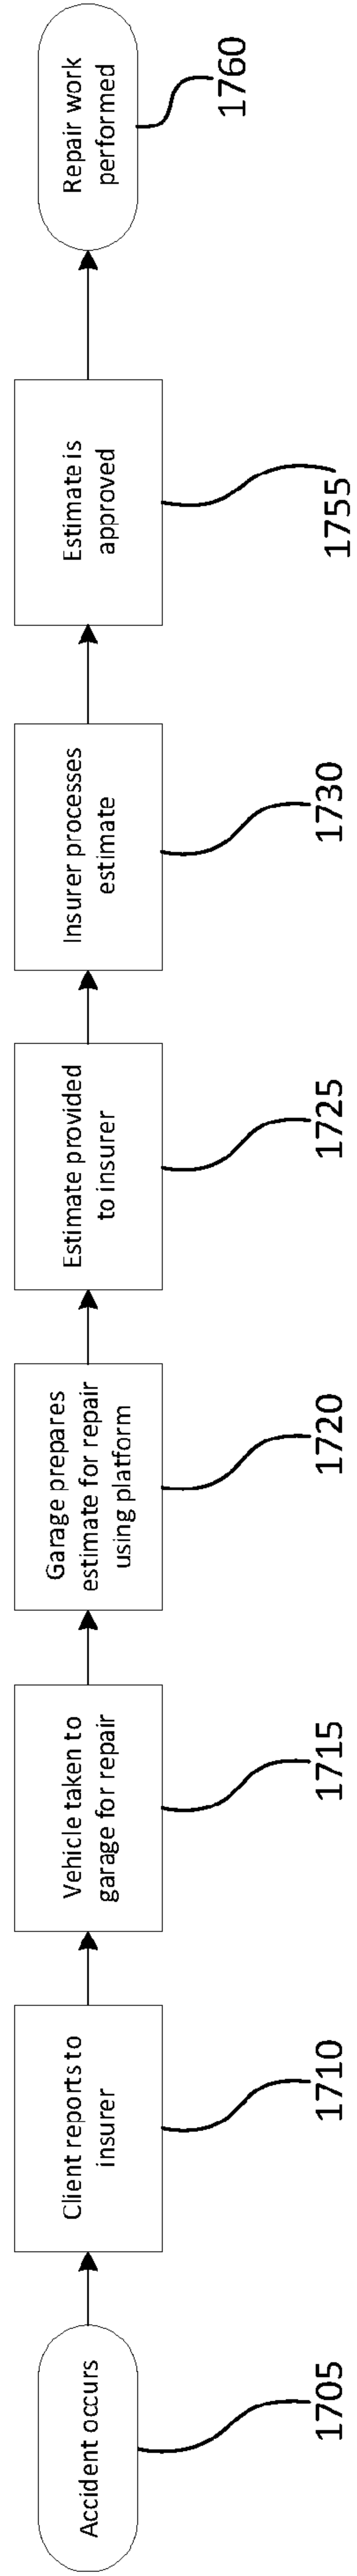 Accident occurs
1705
Client reports to
insurer
1710
Vehicle taken to
garage for repair
1715
Garage prepares
estimate for repair
using platform
1720
Estimate provided
to insurer
1725
Insurer processes
estimate
1730
Estimate is
approved
1755
Repair work
performed
1760